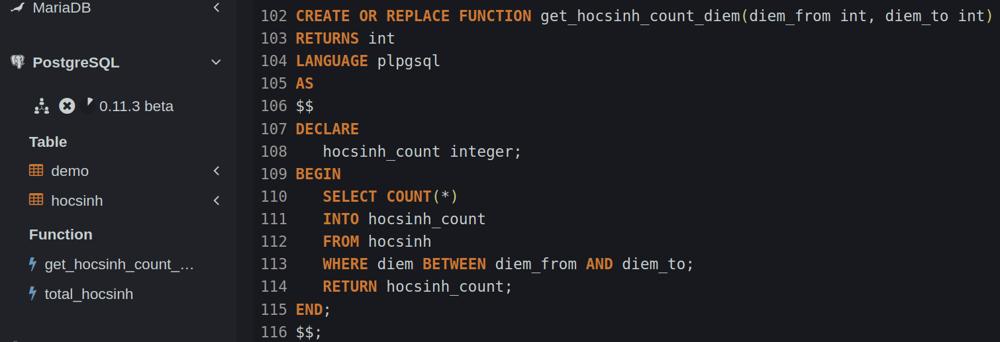 MariaDB
PostgreSQL
0.11.3 beta
Table
demo
hocsinh
Function
get_hocsinh_count_...
total_hocsinh
102 CREATE OR REPLACE FUNCTION get_hocsinh_count_diem(diem_from int, diem_to int)
103 RETURNS int
104 LANGUAGE plpgsql
105 AS
106 $$
107 DECLARE
108    hocsinh_count integer;
109 BEGIN
110    SELECT COUNT(*)
111    INTO hocsinh_count
112    FROM hocsinh
113    WHERE diem BETWEEN diem_from AND diem_to;
114    RETURN hocsinh_count;
115 END;
116 $$;